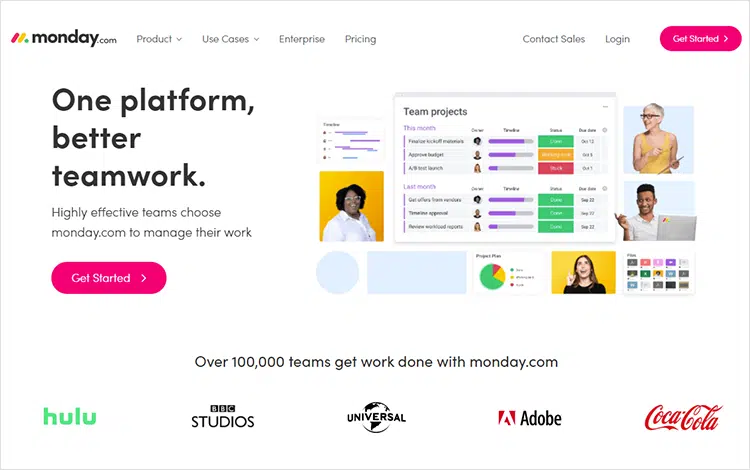 monday.com
Product
Use Cases
Enterprise
Pricing
Contact Sales
Login
Get Started
One platform,
better
teamwork.
Highly effective teams choose
monday.com to manage their work
Get Started
Timeline
Team projects
This month Owner Timeline Status Due date
Finalize kickoff materials Done Oct 12
Approve budget Working on it Oct 5
A/B test launch Stuck Oct 1
Last month Owner Timeline Status Due date
Get offers from vendors Done Sep 22
Timeline approval Done Sep 22
Review workload reports Done Sep 22
Project Plan
Done
Stuck
Files
Over 100,000 teams get work done with monday.com
hulu
BBC
STUDIOS
UNIVERSAL
Adobe
Coca-Cola